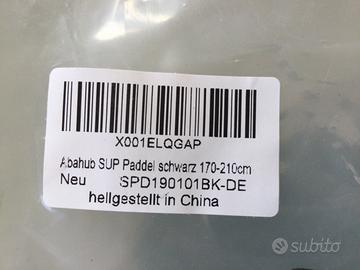 X001ELQGAP
Abahub SUP Paddel schwarz 170-210cm
Neu SPD190101BK-DE
hellgestellt in China
subito